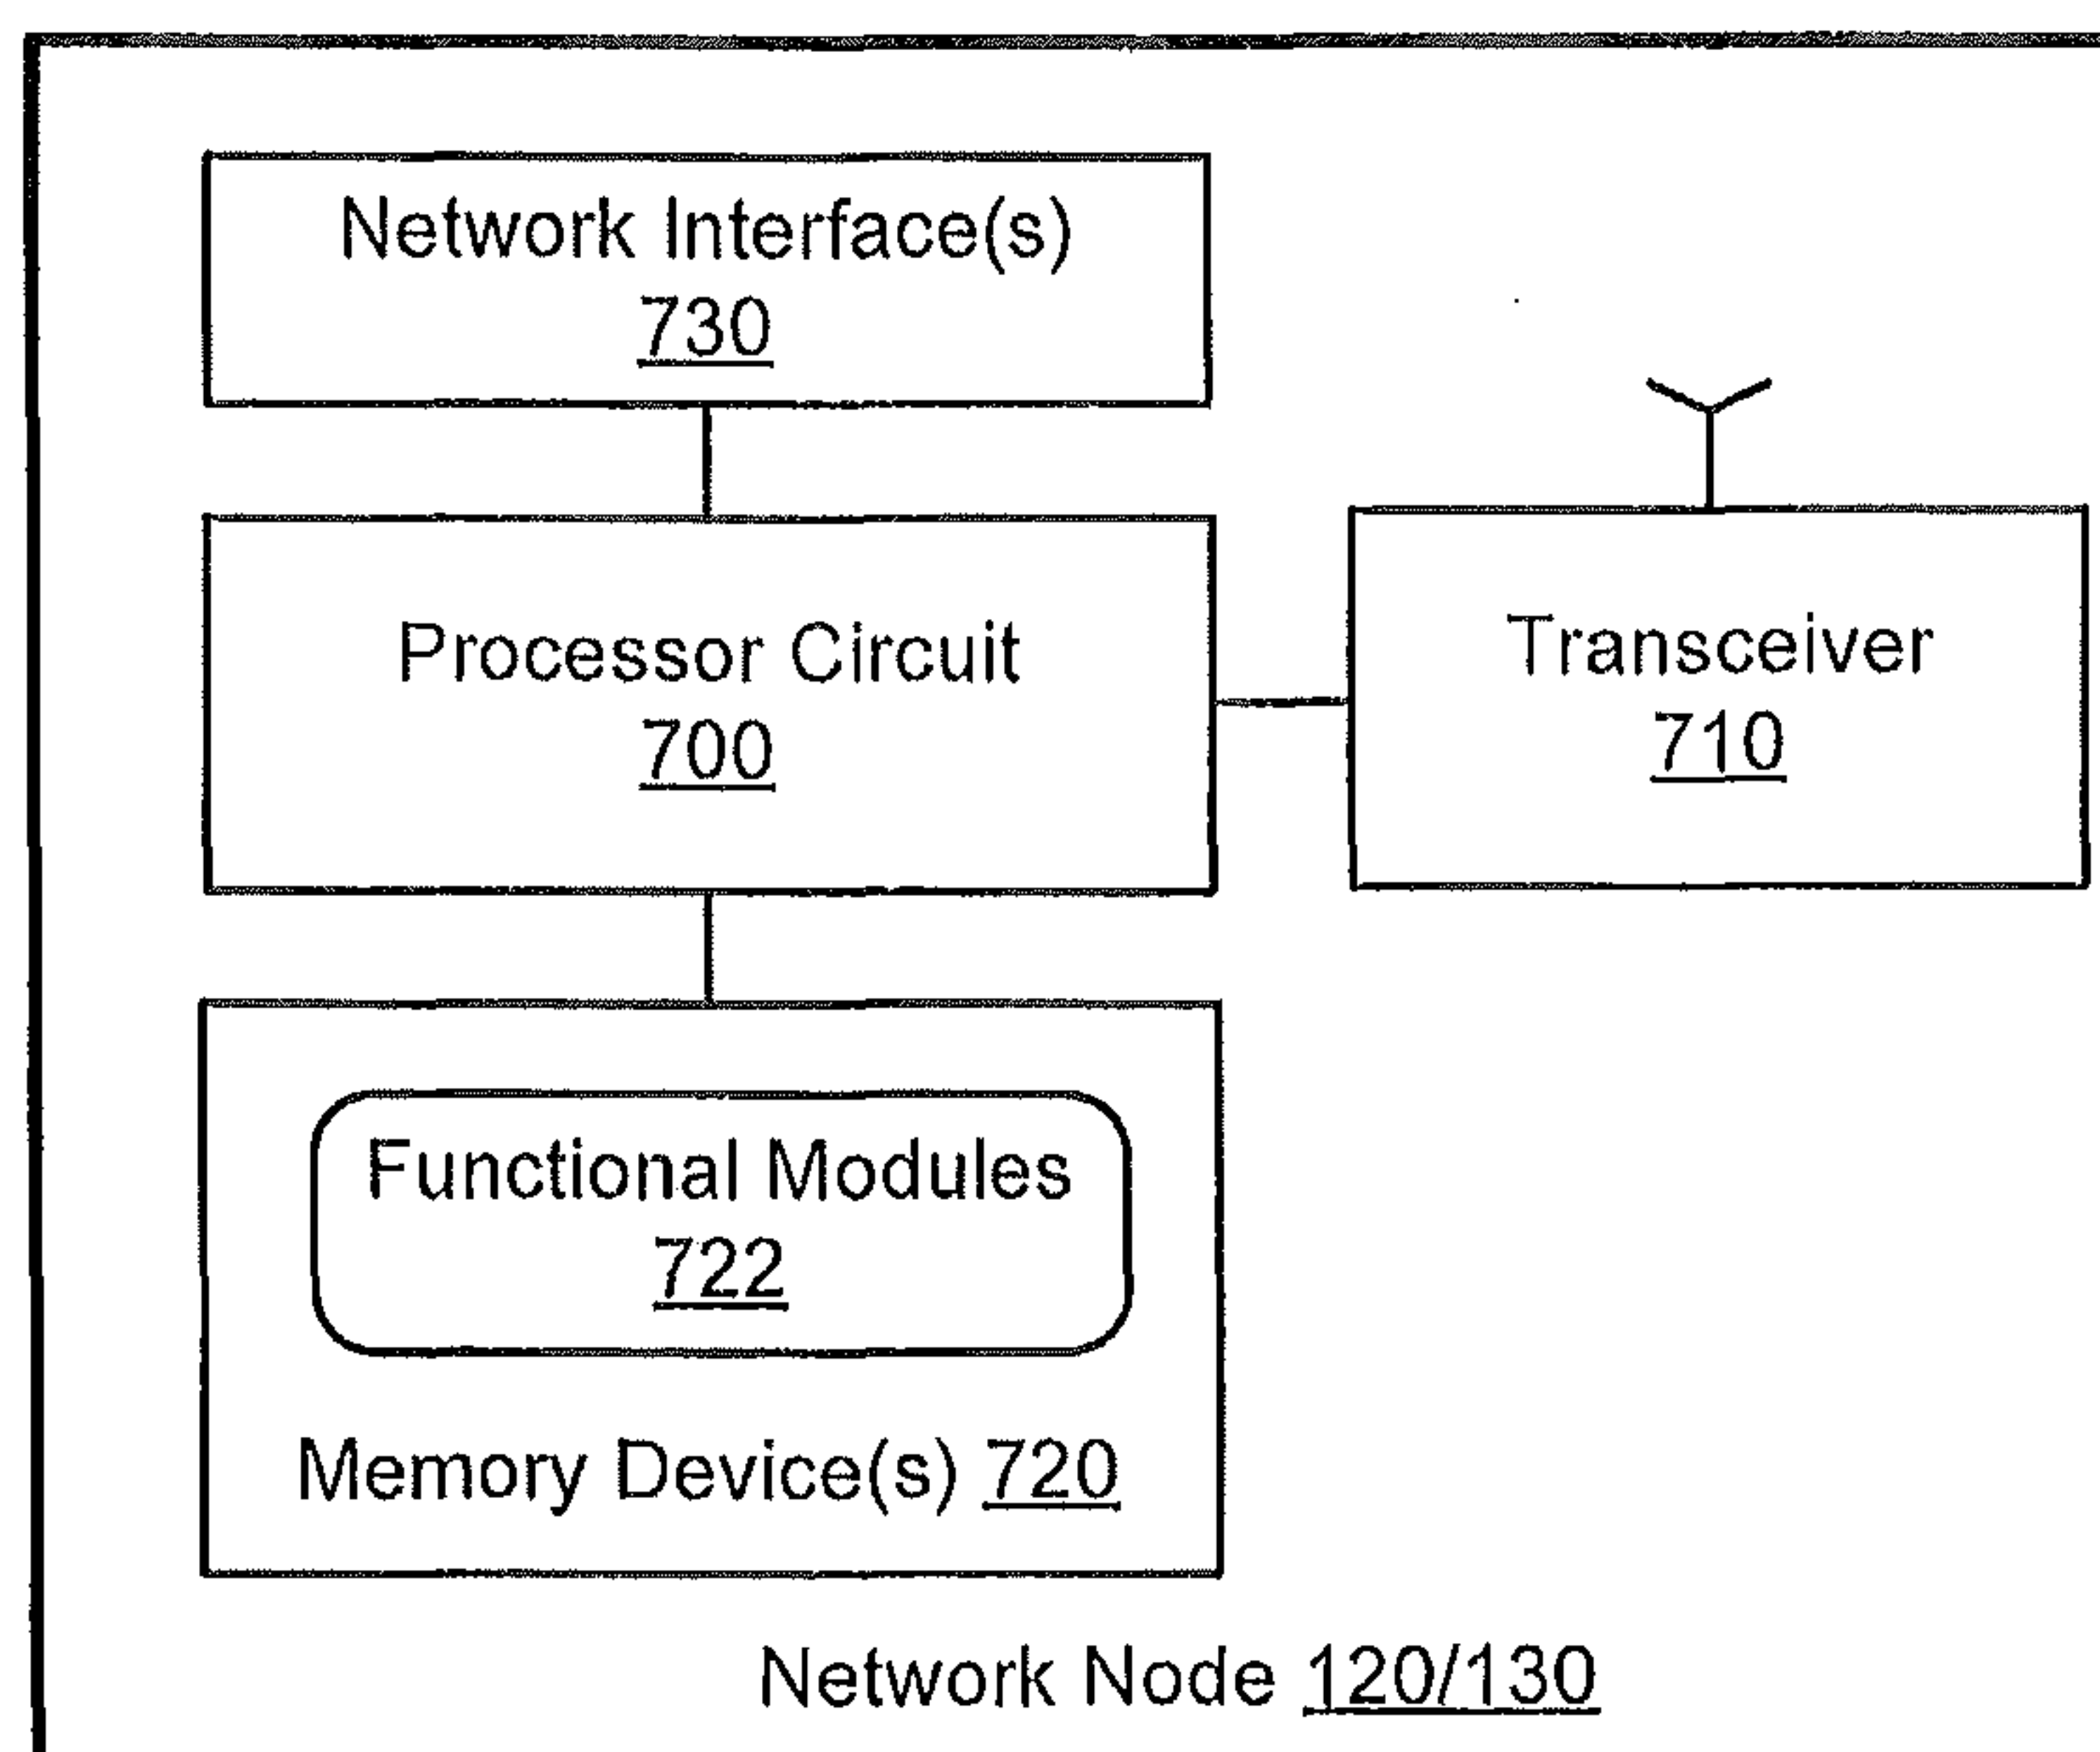 Network Interface(s)
730
Processor Circuit
700
Transceiver
710
Functional Modules
722
Memory Device(s) 720
Network Node 120/130